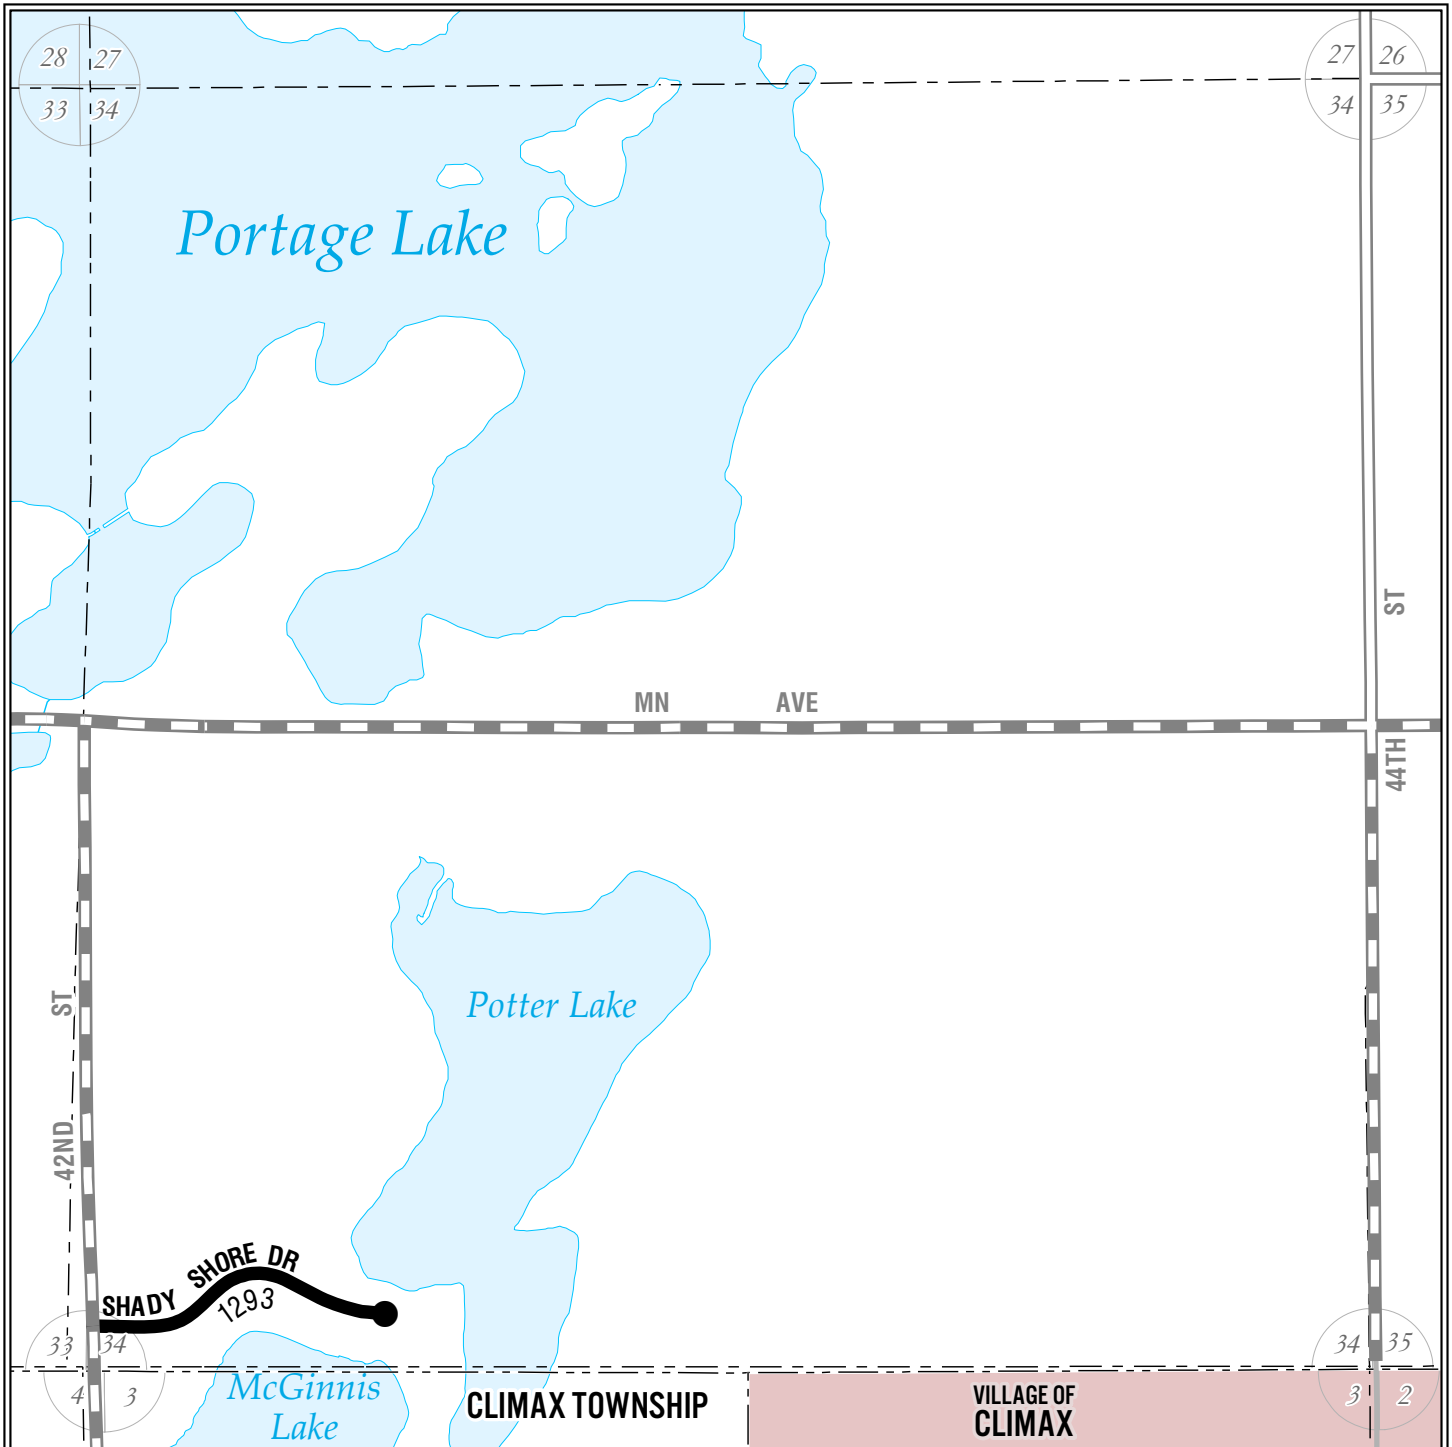 28 27
33 34
27 26
34 35
Portage Lake
ST
MN AVE
44TH
Potter Lake
ST
42ND
SHADY SHORE DR
1293
33 34
4 3
34 35
3 2
McGinnis
Lake
CLIMAX TOWNSHIP
VILLAGE OF
CLIMAX